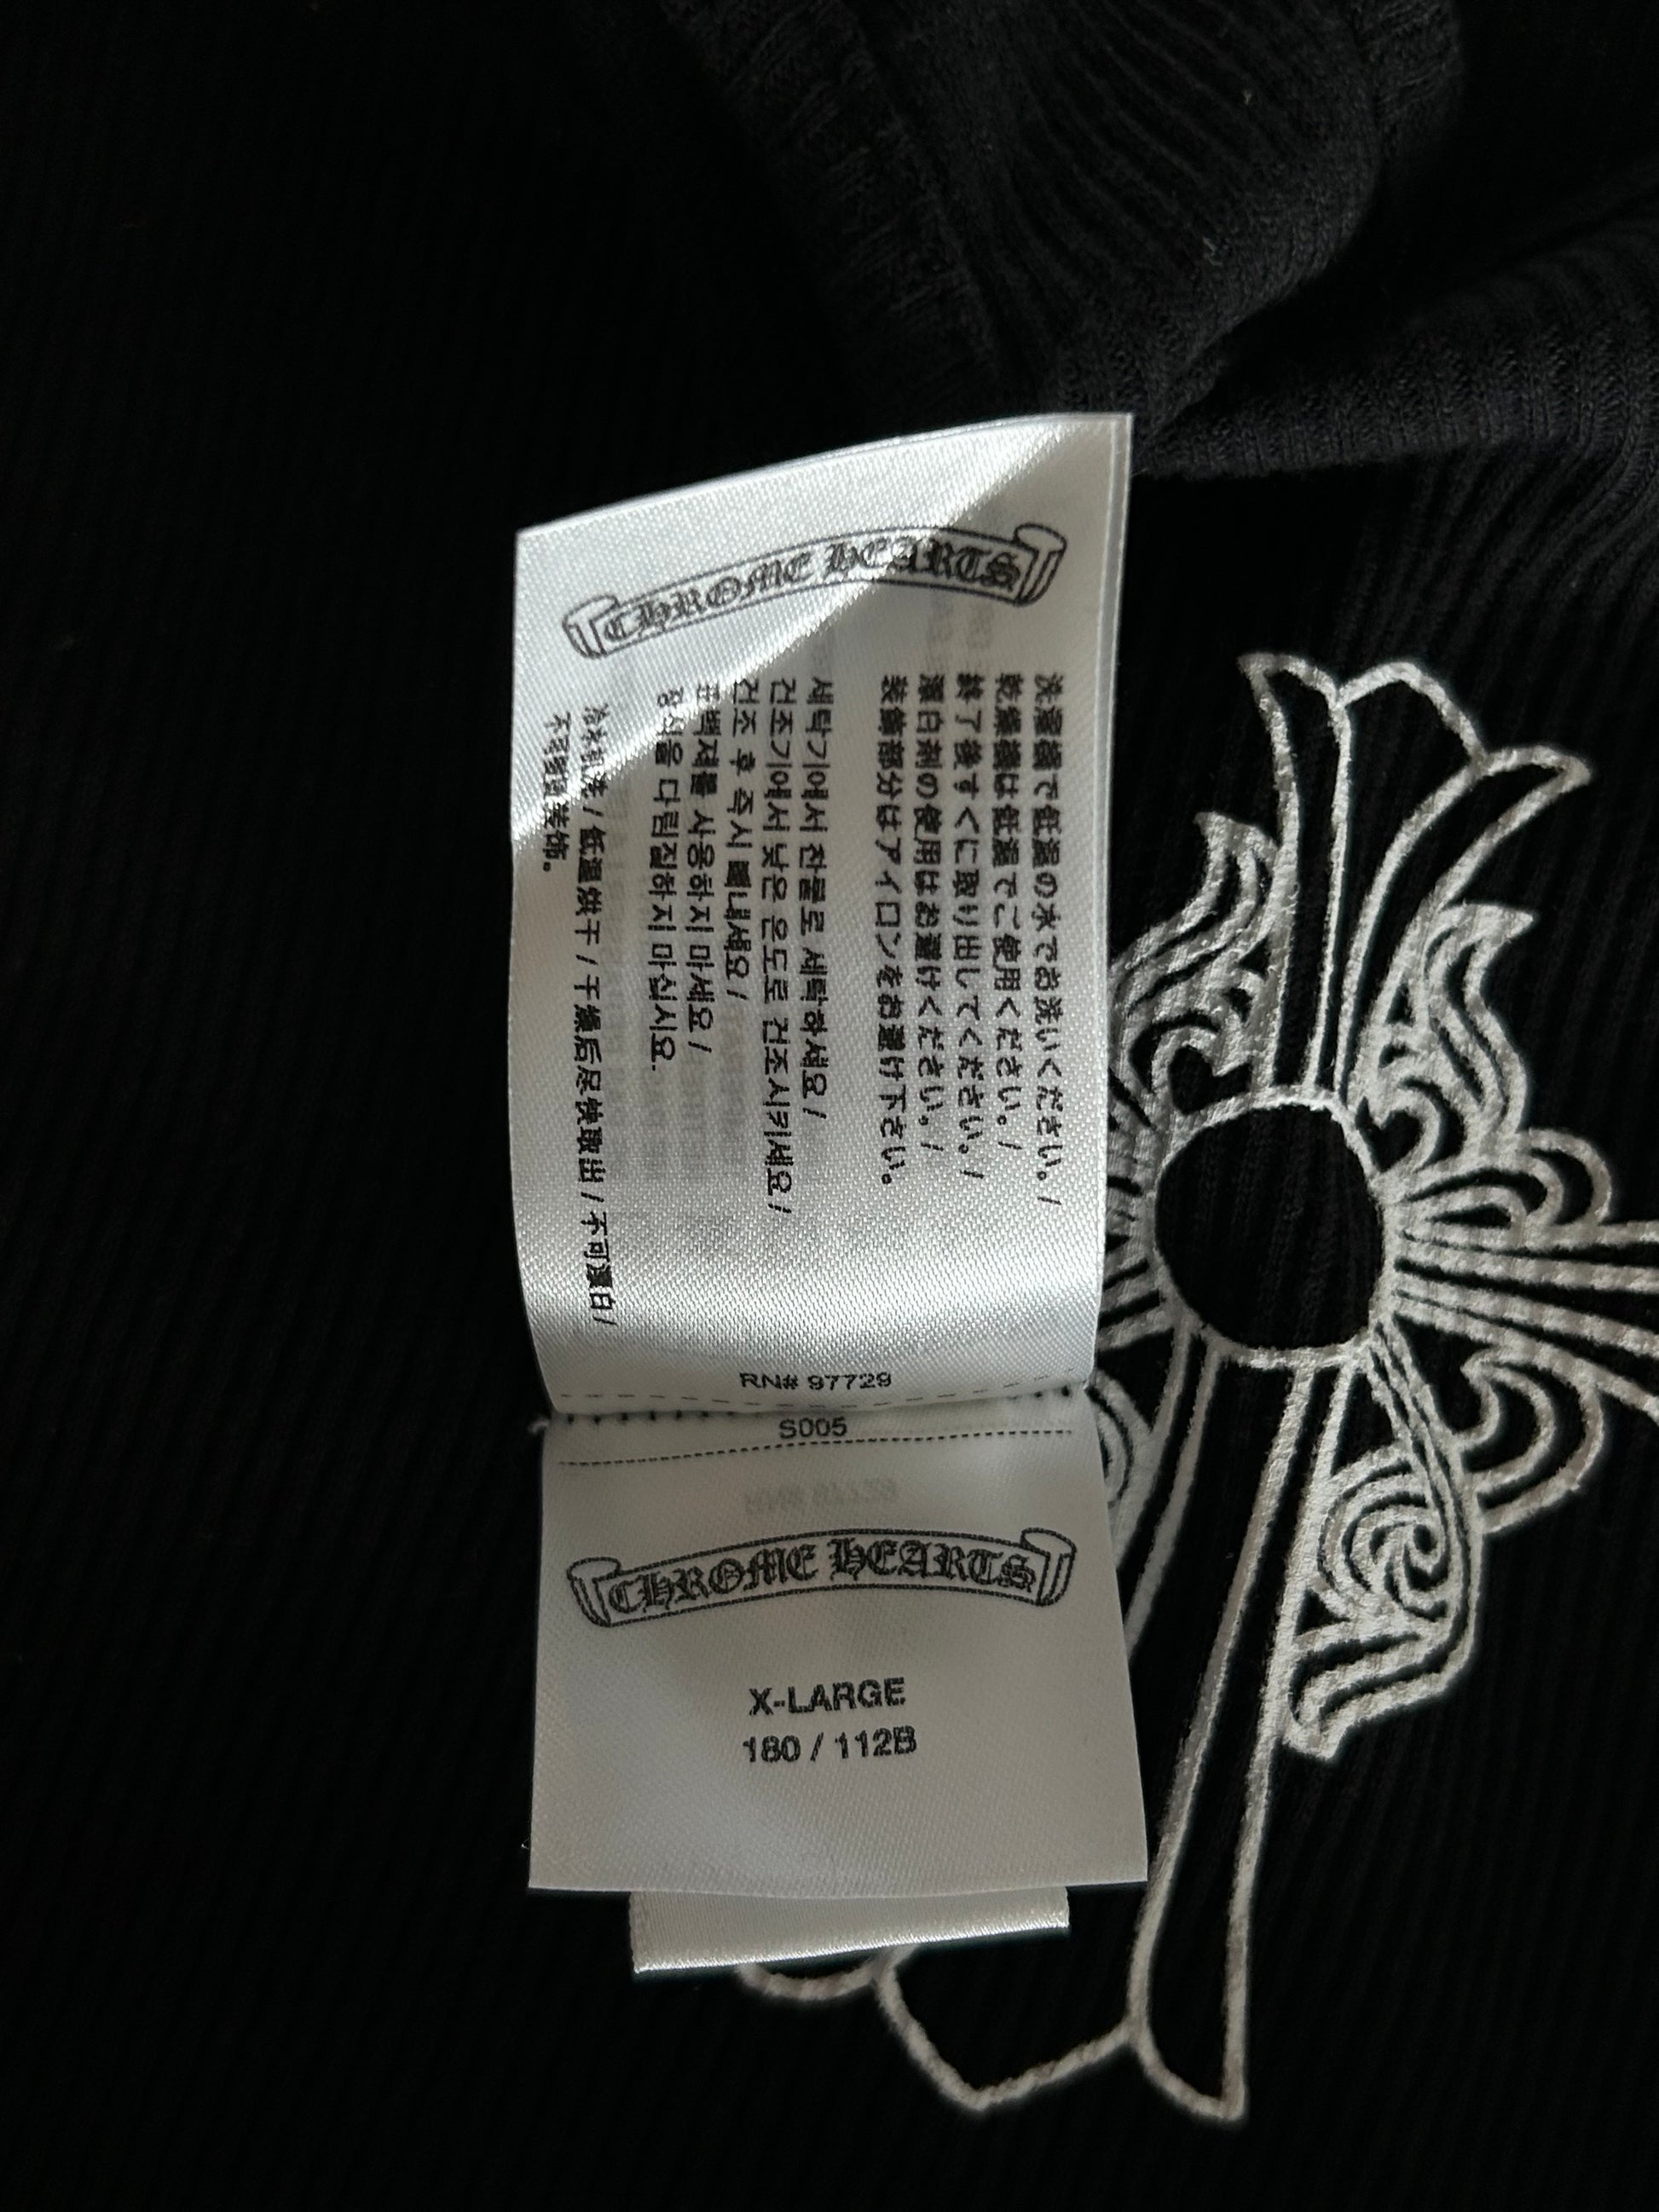 CHROME HEARTS
洗濯機で低温の水でお洗いください。/
乾燥機は低温でご使用ください。/
終了後すぐに取り出してください。/
漂白剤の使用はお避けください。/
装飾部分はアイロンをお避け下さい。
세탁기에서 찬물로 세탁하세요 /
건조기에서 낮은 온도로 건조시키세요 /
건조 후 즉시 빼내세요 /
표백제를 사용하지 마세요 /
장식을 다림질하지 마십시오.
冷水机洗 / 低温烘干 / 干燥后尽快取出 / 不可漂白 /
不可熨烫装饰。
RN# 97729
S005
CHROME HEARTS
X-LARGE
180 / 112B